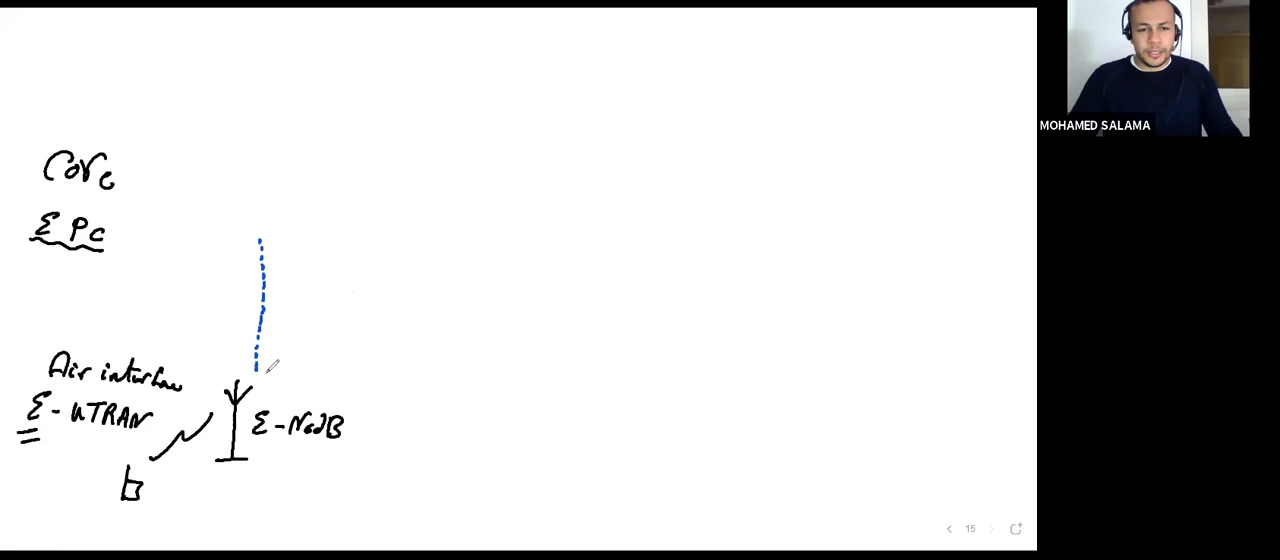 Core
EPC
Air interface
E-UTRAN
E-NodB
MOHAMED SALAMA
15